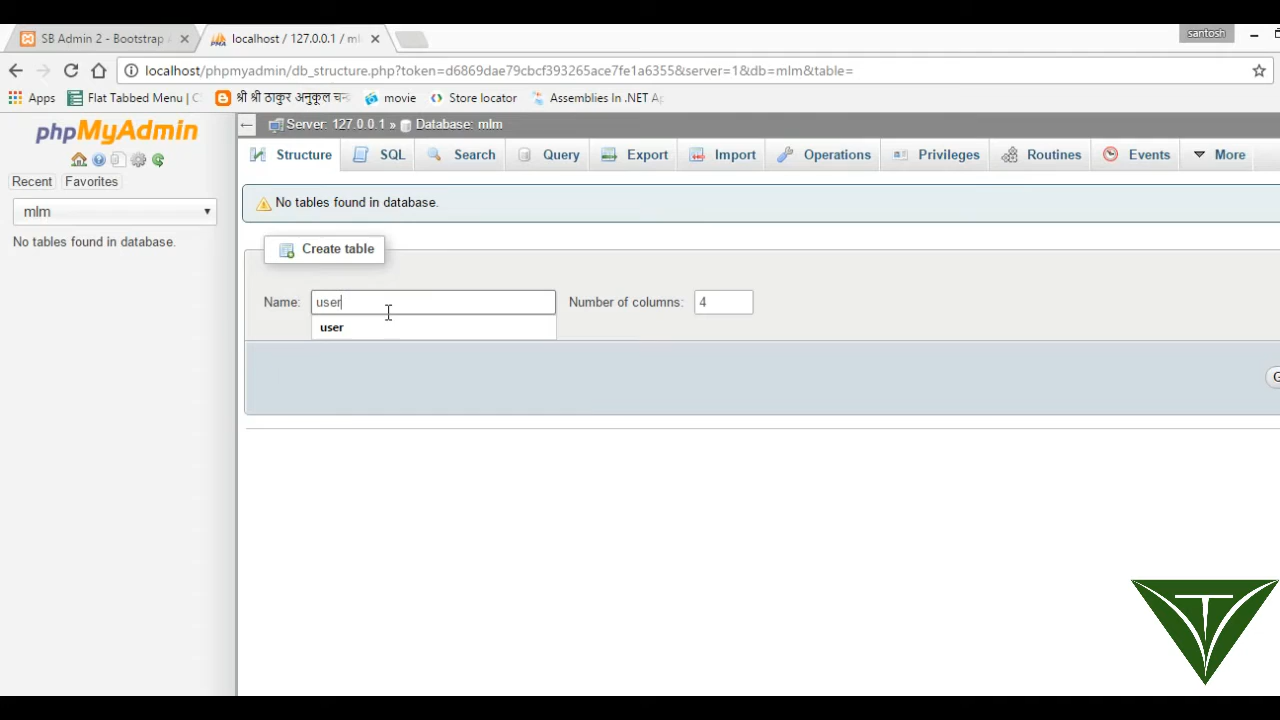 SB Admin 2 - Bootstrap
localhost / 127.0.0.1 / ml
santosh
localhost/phpmyadmin/db_structure.php?token=d6869dae79cbcf393265ace7fe1a6355&server=1&db=mlm&table=
Apps Flat Tabbed Menu | C श्री श्री ठाकुर अनुकूल चन movie Store locator Assemblies In .NET Ap
phpMyAdmin
Server: 127.0.0.1 » Database: mlm
Structure SQL Search Query Export Import Operations Privileges Routines Events More
Recent Favorites
mlm
No tables found in database.
No tables found in database.
Create table
Name: user Number of columns: 4
user